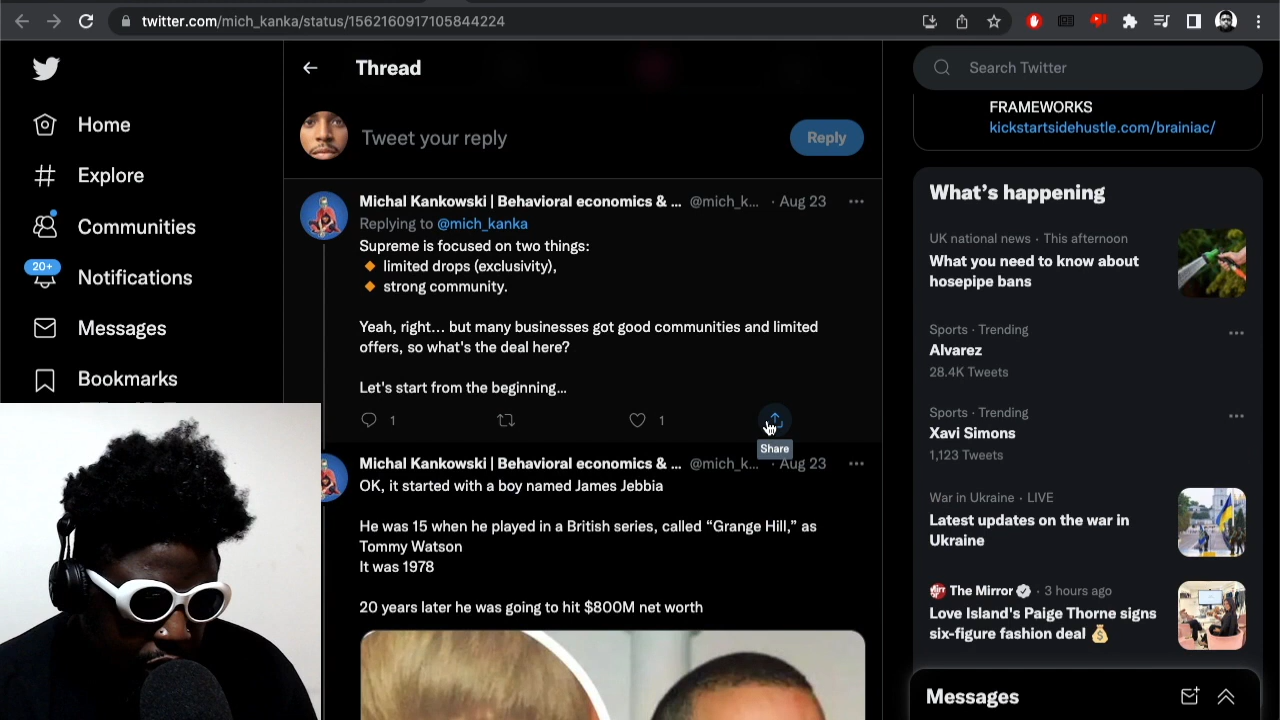 twitter.com/mich_kanka/status/1562160917105844224
Home
Explore
Communities
20+
Notifications
Messages
Bookmarks
Thread
Tweet your reply
Reply
Michal Kankowski | Behavioral economics & ... @mich_k... · Aug 23
Replying to @mich_kanka
Supreme is focused on two things:
🔸 limited drops (exclusivity),
🔸 strong community.
Yeah, right... but many businesses got good communities and limited
offers, so what's the deal here?
Let's start from the beginning...
1
1
Share
Michal Kankowski | Behavioral economics & ... @mich_k... · Aug 23
OK, it started with a boy named James Jebbia
He was 15 when he played in a British series, called “Grange Hill,” as
Tommy Watson
It was 1978
20 years later he was going to hit $800M net worth
Search Twitter
FRAMEWORKS
kickstartsidehustle.com/brainiac/
What’s happening
UK national news · This afternoon
What you need to know about
hosepipe bans
Sports · Trending
Alvarez
28.4K Tweets
Sports · Trending
Xavi Simons
1,123 Tweets
War in Ukraine · LIVE
Latest updates on the war in
Ukraine
The Mirror · 3 hours ago
Love Island's Paige Thorne signs
six-figure fashion deal 💰
Messages